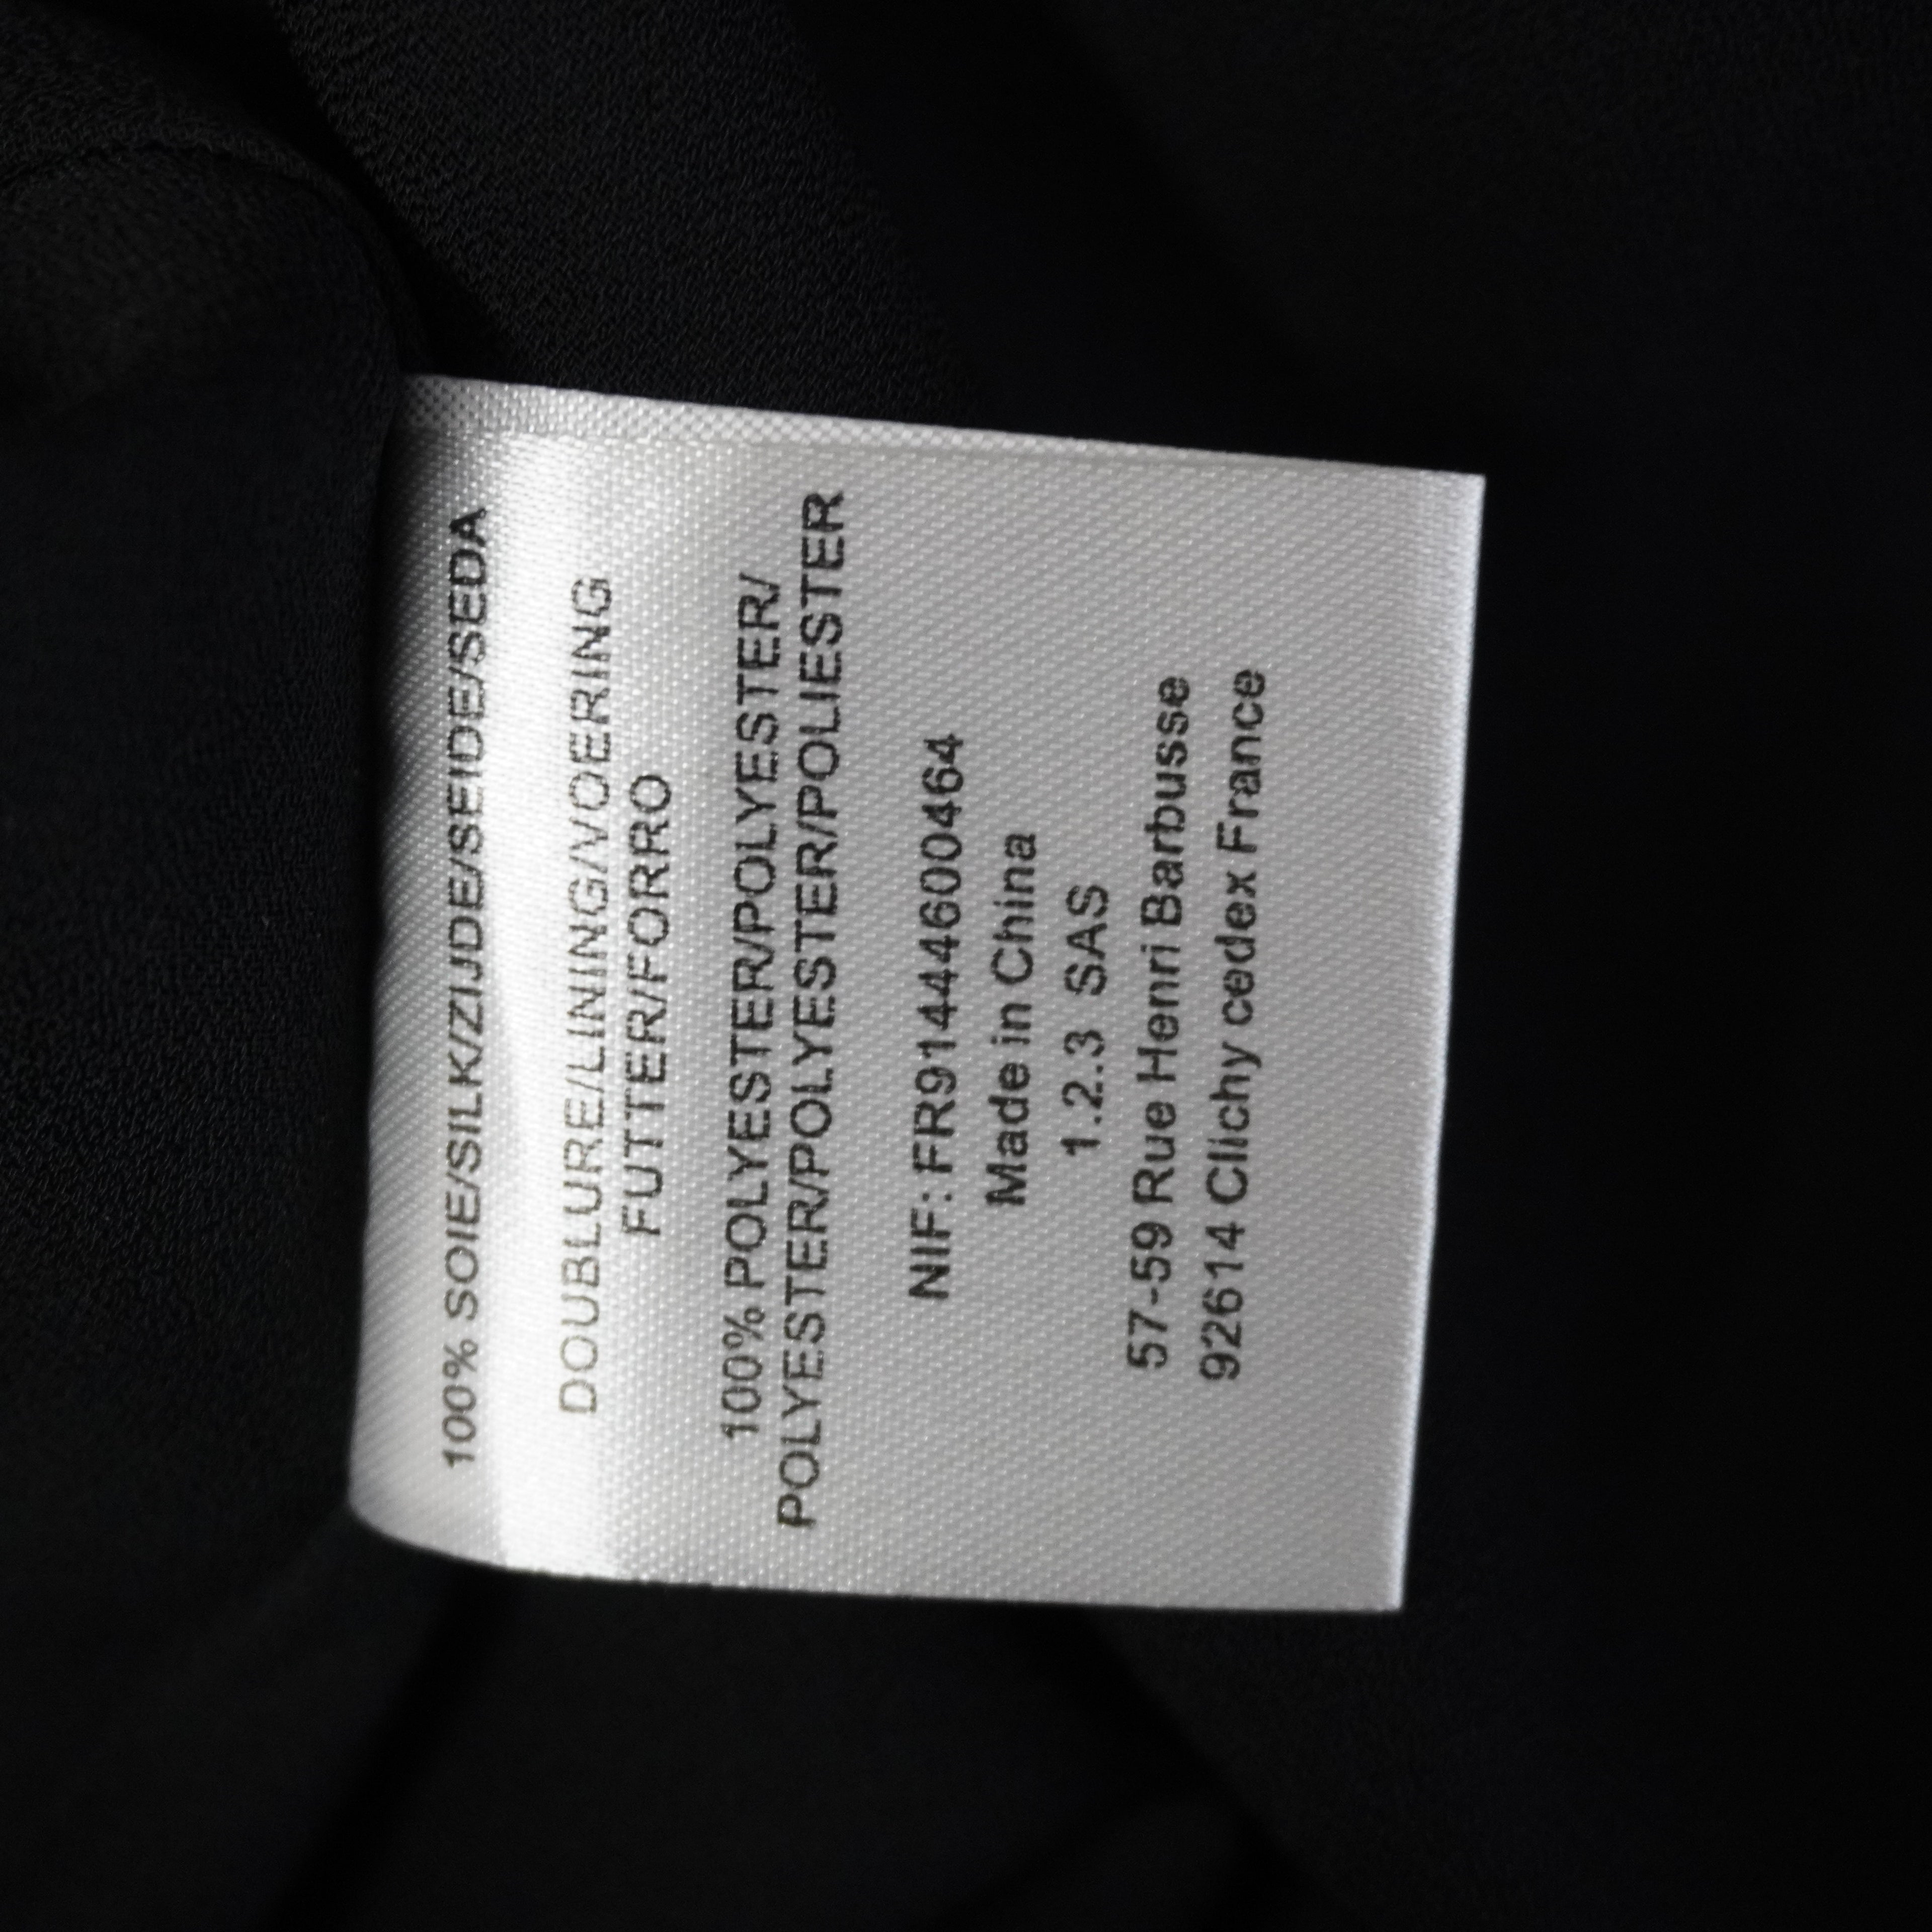 100% SOIE/SILK/ZIJDE/SEIDE/SEDA
DOUBLURE/LINING/VOERING
FUTTER/FORRO
100% POLYESTER/POLYESTER/
POLYESTER/POLYESTER/POLIESTER
NIF: FR91444600464
Made in China
1.2.3 SAS
57-59 Rue Henri Barbusse
92614 Clichy cedex France